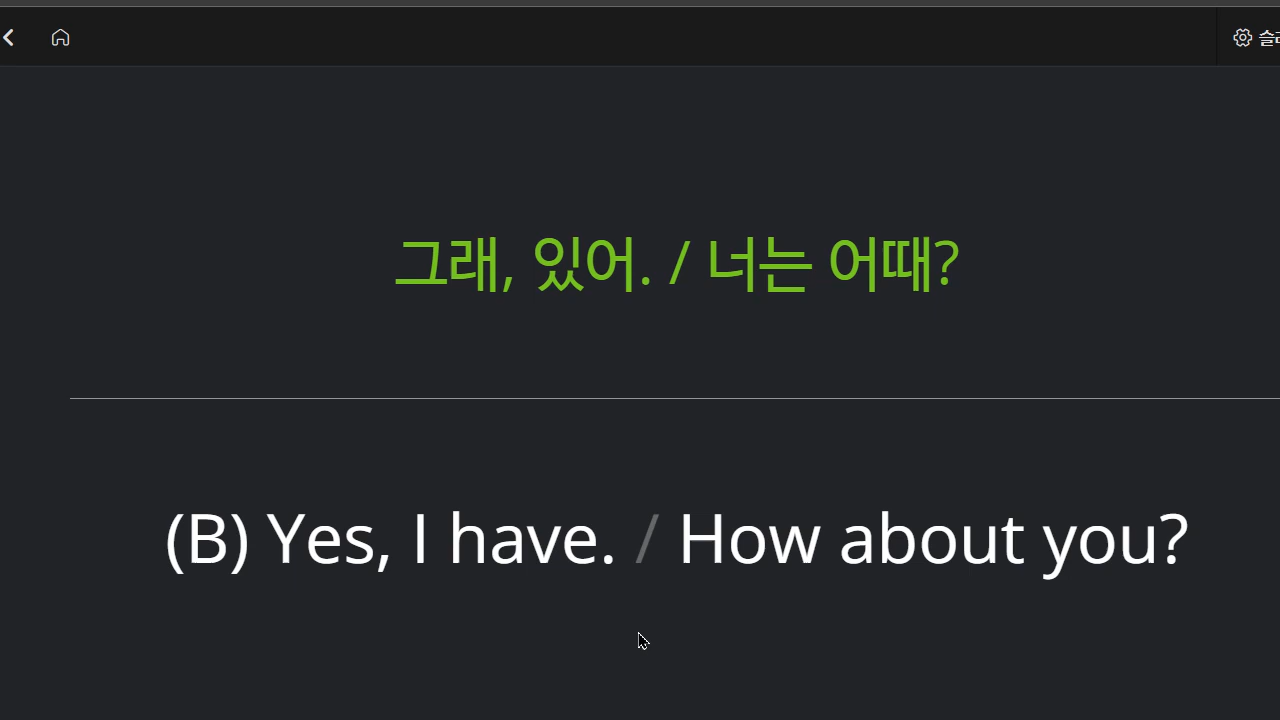 그래, 있어. / 너는 어때?
(B) Yes, I have. / How about you?